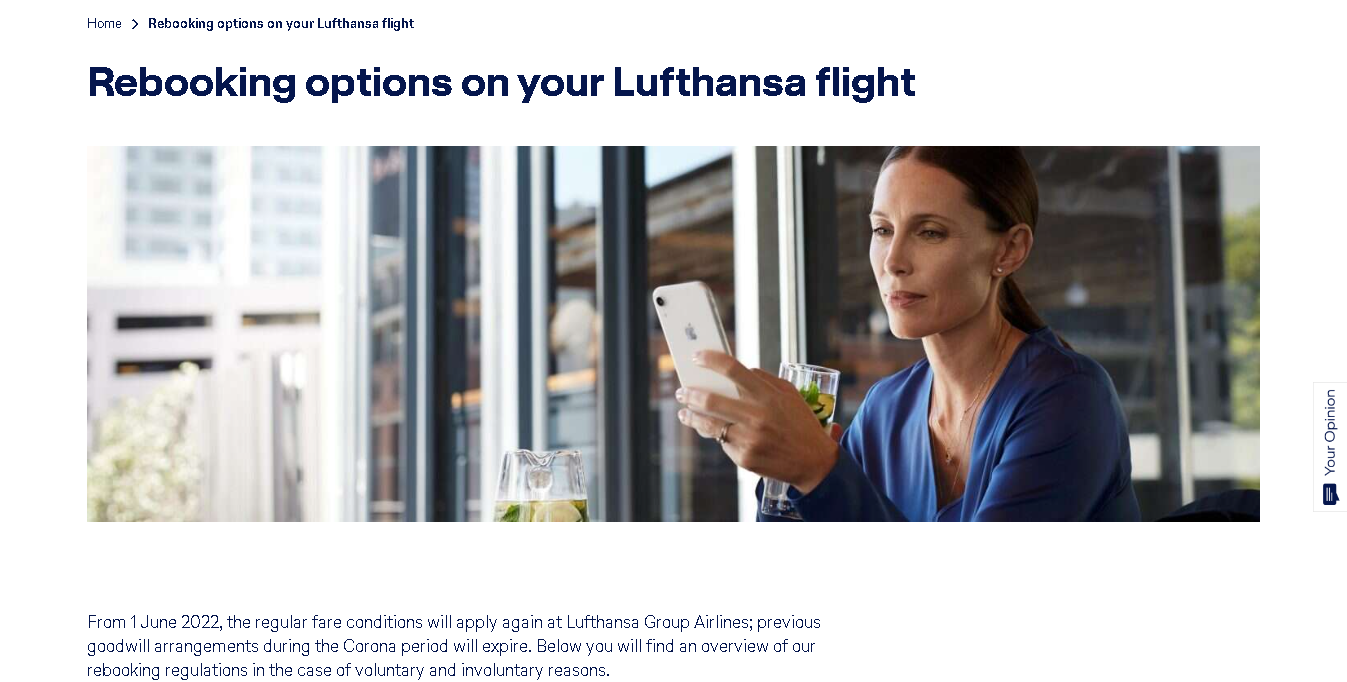 Home > Rebooking options on your Lufthansa flight
Rebooking options on your Lufthansa flight
Your Opinion
From 1 June 2022, the regular fare conditions will apply again at Lufthansa Group Airlines; previous
goodwill arrangements during the Corona period will expire. Below you will find an overview of our
rebooking regulations in the case of voluntary and involuntary reasons.